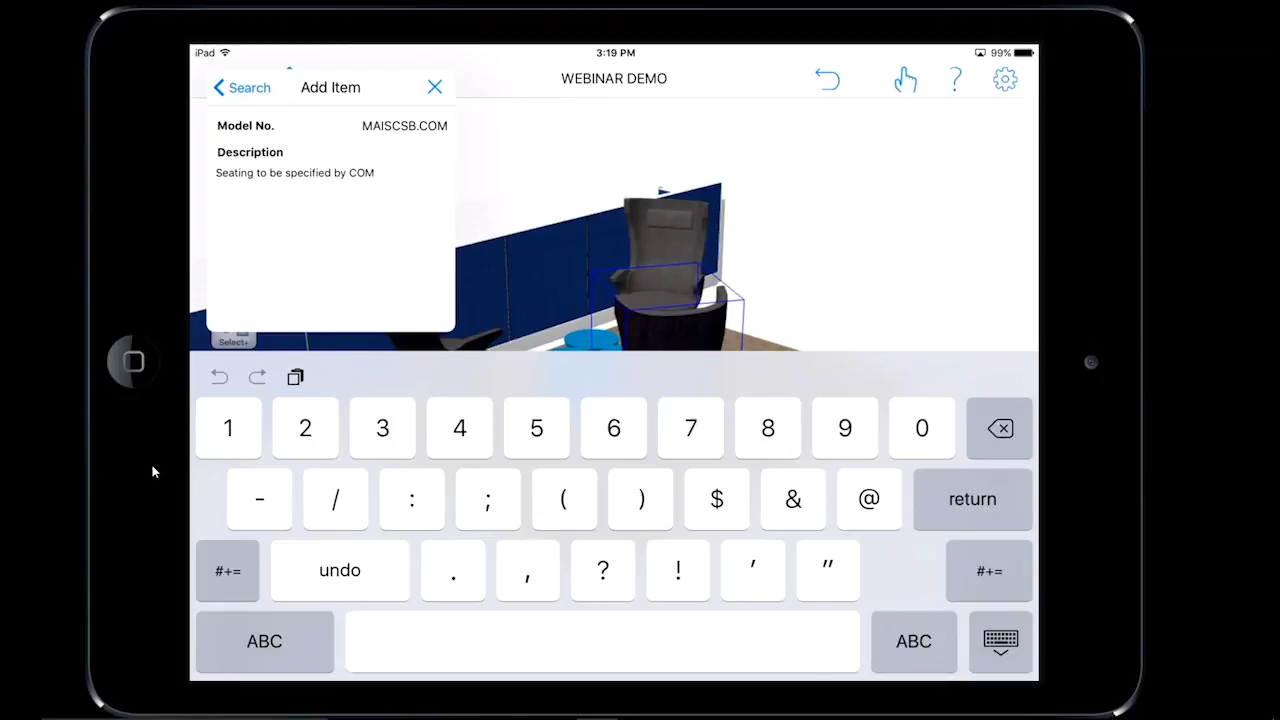 iPad
3:19 PM
99%
Search
Add Item
WEBINAR DEMO
?
Model No.
MAISCSB.COM
Description
Seating to be specified by COM
Select+
1 2 3 4 5 6 7 8 9 0
- / : ; ( ) $ & @ return
#+= undo . , ? ! ' " #+=
ABC ABC